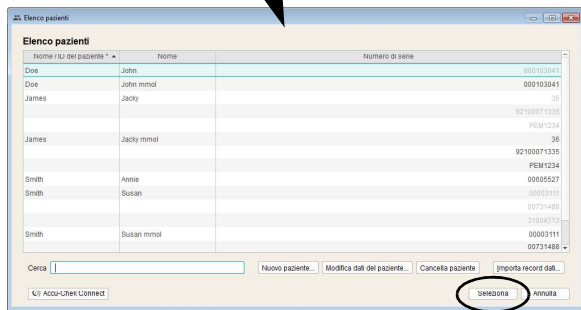 Elenco pazienti
Elenco pazienti
Nome / ID del paziente * Nome Numero di serie
Doe John 000103041
Doe John mmol 000103041
James Jacky 36
92100071335
PEM1234
James Jacky mmol 36
92100071335
PEM1234
Smith Annie 00605527
Smith Susan 00003111
00731488
31004313
Smith Susan mmol 00003111
00731488
Cerca Nuovo paziente... Modifica dati del paziente... Cancella paziente Importa record dati...
Accu-Chek Connect Seleziona Annulla